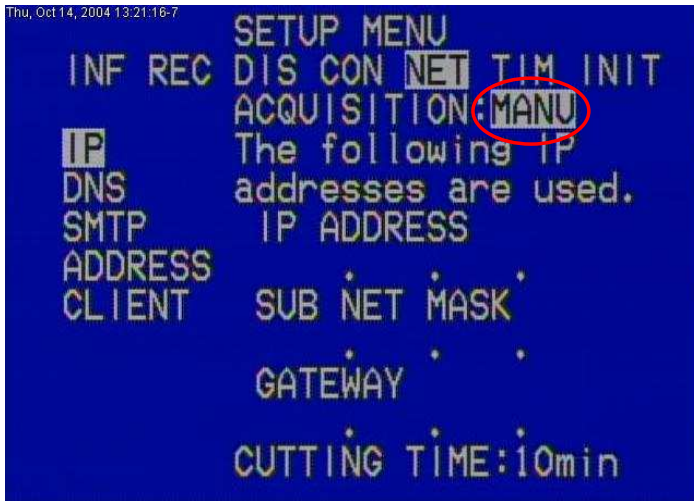 Thu, Oct 14, 2004 13:21:16-7
SETUP MENU
INF REC DIS CON NET TIM INIT
ACQUISITION:MANU
IP
The following IP
DNS
addresses are used.
SMTP
IP ADDRESS
ADDRESS
. . .
CLIENT
SUB NET MASK
. . .
GATEWAY
. . .
CUTTING TIME:10min